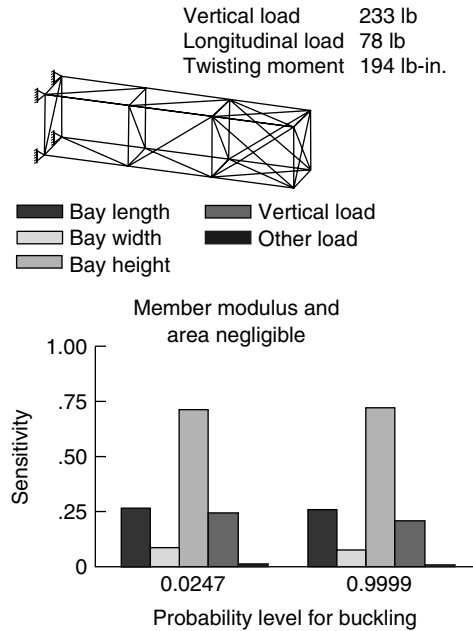 Vertical load 233 lb
Longitudinal load 78 lb
Twisting moment 194 lb-in.
Bay length
Vertical load
Bay width
Other load
Bay height
Member modulus and
area negligible
1.00
.75
.50
.25
0
Sensitivity
0.0247
0.9999
Probability level for buckling